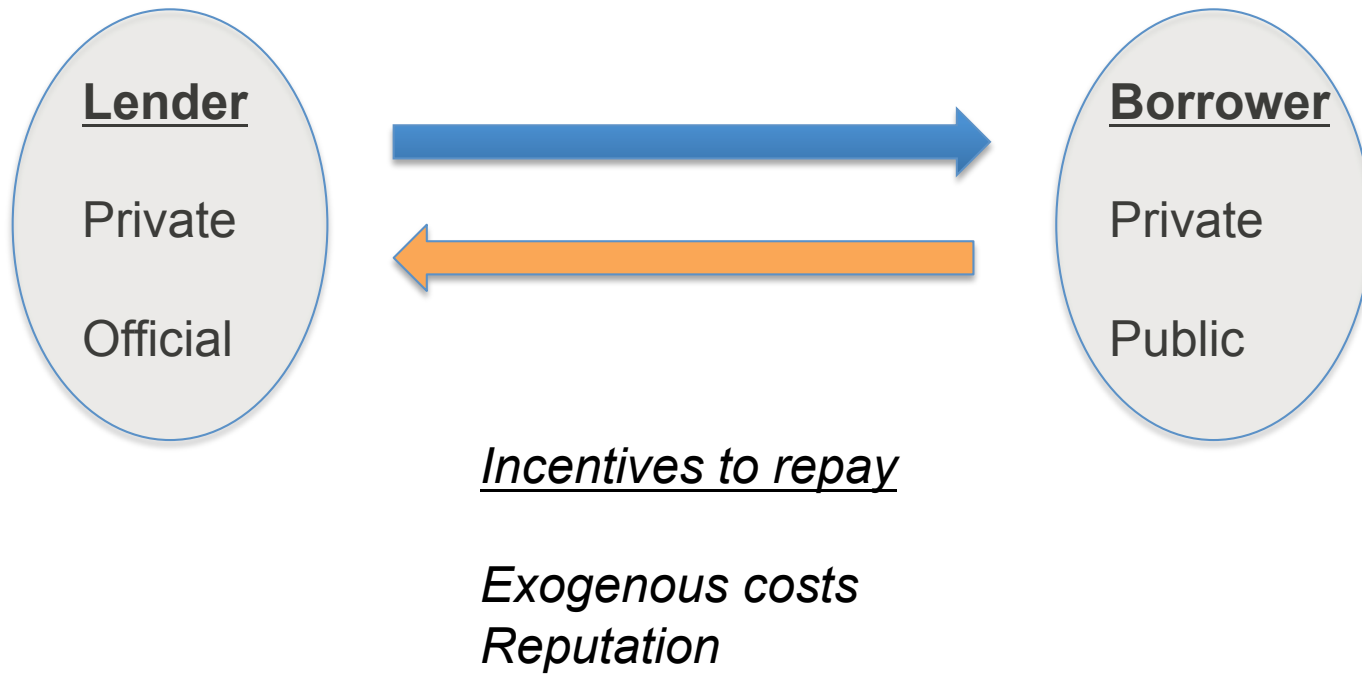 Lender
Private
Official
Borrower
Private
Public
Incentives to repay
Exogenous costs
Reputation